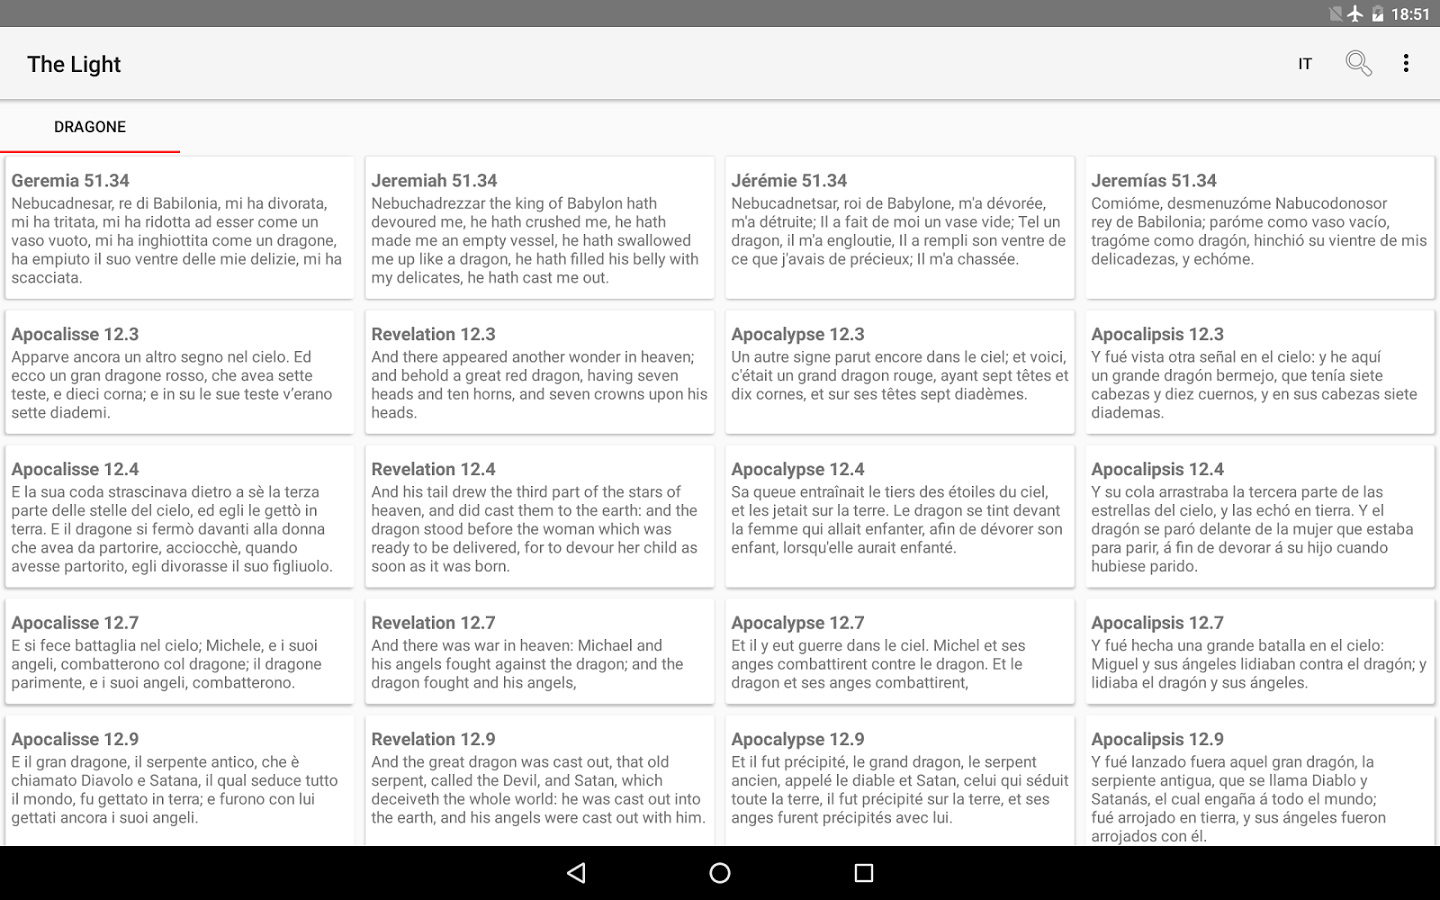 18:51
The Light
IT
DRAGONE
Geremia 51.34
Nebucadnesar, re di Babilonia, mi ha divorata,
mi ha tritata, mi ha ridotta ad esser come un
vaso vuoto, mi ha inghiottita come un dragone,
ha empiuto il suo ventre delle mie delizie, mi ha
scacciata.
Jeremiah 51.34
Nebuchadrezzar the king of Babylon hath
devoured me, he hath crushed me, he hath
made me an empty vessel, he hath swallowed
me up like a dragon, he hath filled his belly with
my delicates, he hath cast me out.
Jérémie 51.34
Nebucadnetsar, roi de Babylone, m'a dévorée,
m'a détruite; Il a fait de moi un vase vide; Tel un
dragon, il m'a engloutie, Il a rempli son ventre de
ce que j'avais de précieux; Il m'a chassée.
Jeremías 51.34
Comióme, desmenuzóme Nabucodonosor
rey de Babilonia; paróme como vaso vacío,
tragóme como dragón, hinchió su vientre de mis
delicadezas, y echóme.
Apocalisse 12.3
Apparve ancora un altro segno nel cielo. Ed
ecco un gran dragone rosso, che avea sette
teste, e dieci corna; e in su le sue teste v'erano
sette diademi.
Revelation 12.3
And there appeared another wonder in heaven;
and behold a great red dragon, having seven
heads and ten horns, and seven crowns upon his
heads.
Apocalypse 12.3
Un autre signe parut encore dans le ciel; et voici,
c'était un grand dragon rouge, ayant sept têtes et
dix cornes, et sur ses têtes sept diadèmes.
Apocalipsis 12.3
Y fué vista otra señal en el cielo: y he aquí
un grande dragón bermejo, que tenía siete
cabezas y diez cuernos, y en sus cabezas siete
diademas.
Apocalisse 12.4
E la sua coda strascinava dietro a sè la terza
parte delle stelle del cielo, ed egli le gettò in
terra. E il dragone si fermò davanti alla donna
che avea da partorire, acciocchè, quando
avesse partorito, egli divorasse il suo figliuolo.
Revelation 12.4
And his tail drew the third part of the stars of
heaven, and did cast them to the earth: and the
dragon stood before the woman which was
ready to be delivered, for to devour her child as
soon as it was born.
Apocalypse 12.4
Sa queue entraînait le tiers des étoiles du ciel,
et les jetait sur la terre. Le dragon se tint devant
la femme qui allait enfanter, afin de dévorer son
enfant, lorsqu'elle aurait enfanté.
Apocalipsis 12.4
Y su cola arrastraba la tercera parte de las
estrellas del cielo, y las echó en tierra. Y el
dragón se paró delante de la mujer que estaba
para parir, á fin de devorar á su hijo cuando
hubiese parido.
Apocalisse 12.7
E si fece battaglia nel cielo; Michele, e i suoi
angeli, combatterono col dragone; il dragone
parimente, e i suoi angeli, combatterono.
Revelation 12.7
And there was war in heaven: Michael and
his angels fought against the dragon; and the
dragon fought and his angels,
Apocalypse 12.7
Et il y eut guerre dans le ciel. Michel et ses
anges combattirent contre le dragon. Et le
dragon et ses anges combattirent,
Apocalipsis 12.7
Y fué hecha una grande batalla en el cielo:
Miguel y sus ángeles lidiaban contra el dragón; y
lidiaba el dragón y sus ángeles.
Apocalisse 12.9
E il gran dragone, il serpente antico, che è
chiamato Diavolo e Satana, il qual seduce tutto
il mondo, fu gettato in terra; e furono con lui
gettati ancora i suoi angeli.
Revelation 12.9
And the great dragon was cast out, that old
serpent, called the Devil, and Satan, which
deceiveth the whole world: he was cast out into
the earth, and his angels were cast out with him.
Apocalypse 12.9
Et il fut précipité, le grand dragon, le serpent
ancien, appelé le diable et Satan, celui qui séduit
toute la terre, il fut précipité sur la terre, et ses
anges furent précipités avec lui.
Apocalipsis 12.9
Y fué lanzado fuera aquel gran dragón, la
serpiente antigua, que se llama Diablo y
Satanás, el cual engaña á todo el mundo;
fué arrojado en tierra, y sus ángeles fueron
arrojados con él.